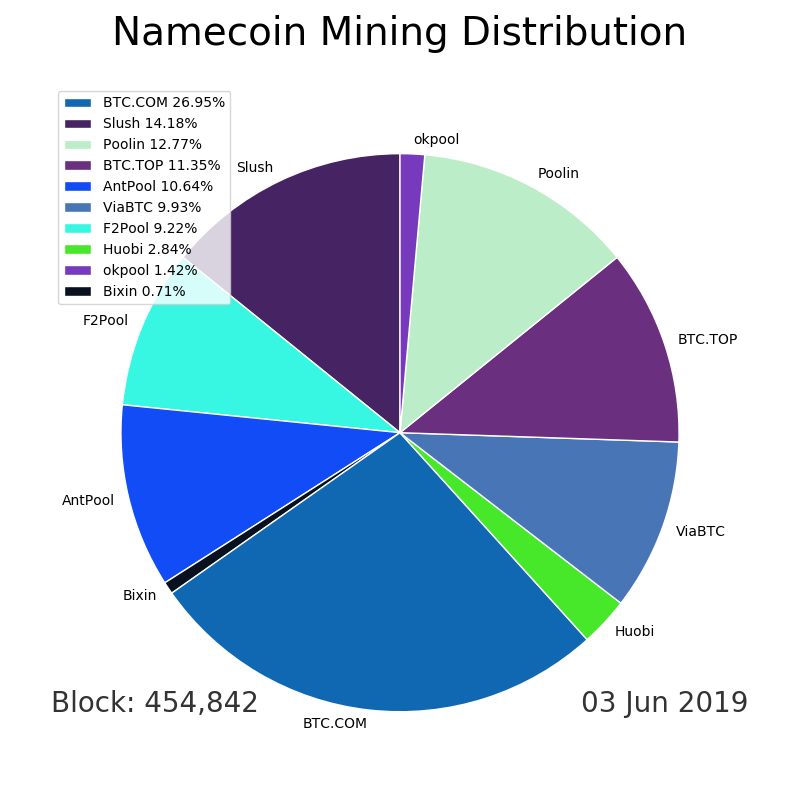 Namecoin Mining Distribution
BTC.COM 26.95%
Slush 14.18%
Poolin 12.77%
BTC.TOP 11.35%
AntPool 10.64%
ViaBTC 9.93%
F2Pool 9.22%
Huobi 2.84%
okpool 1.42%
Bixin 0.71%
okpool
Slush
Poolin
F2Pool
BTC.TOP
AntPool
ViaBTC
Bixin
Huobi
Block: 454,842
03 Jun 2019
BTC.COM